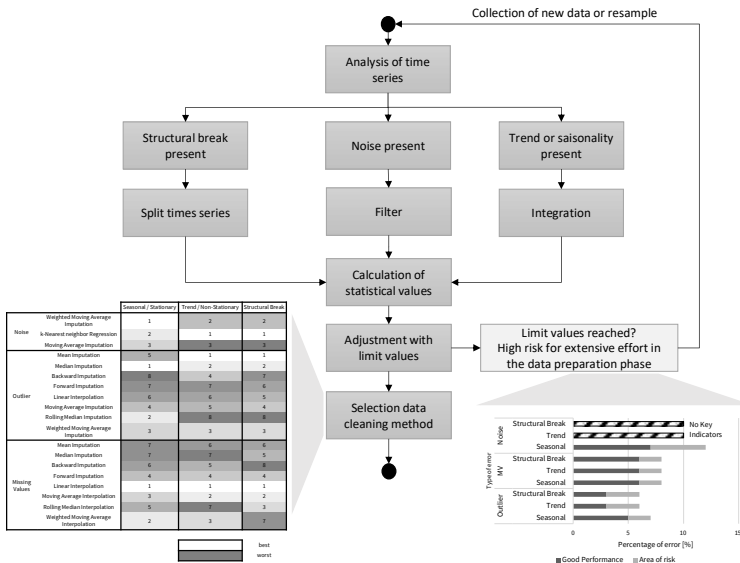 Collection of new data or resample
Analysis of time
series
Structural break
present
Noise present
Trend or saisonality
present
Split times series
Filter
Integration
Calculation of
statistical values
Adjustment with
limit values
Limit values reached?
High risk for extensive effort in
the data preparation phase
Selection data
cleaning method
Seasonal / Stationary Trend / Non-Stationary Structural Break
Noise
Weighted Moving Average
Imputation 1 2 2
k-Nearest neighbor Regression 2 1 1
Moving Average Imputation 3 3 3
Outlier
Mean Imputation 5 1 1
Median Imputation 1 2 2
Backward Imputation 8 4 7
Forward Imputation 7 7 6
Linear Interpolation 6 6 5
Moving Average Imputation 4 5 4
Rolling Median Imputation 2 8 8
Weighted Moving Average
Imputation 3 3 3
Missing
Values
Mean Imputation 7 6 6
Median Imputation 7 7 5
Backward Imputation 6 5 8
Forward Imputation 4 4 4
Linear Interpolation 1 1 1
Moving Average Interpolation 3 2 2
Rolling Median Interpolation 5 7 3
Weighted Moving Average
Interpolation 2 3 7
best
worst
Type of error
Noise
Structural Break
Trend
Seasonal
No Key
Indicators
MV
Structural Break
Trend
Seasonal
Outlier
Structural Break
Trend
Seasonal
0 5 10 15
Percentage of error [%]
Good Performance Area of risk